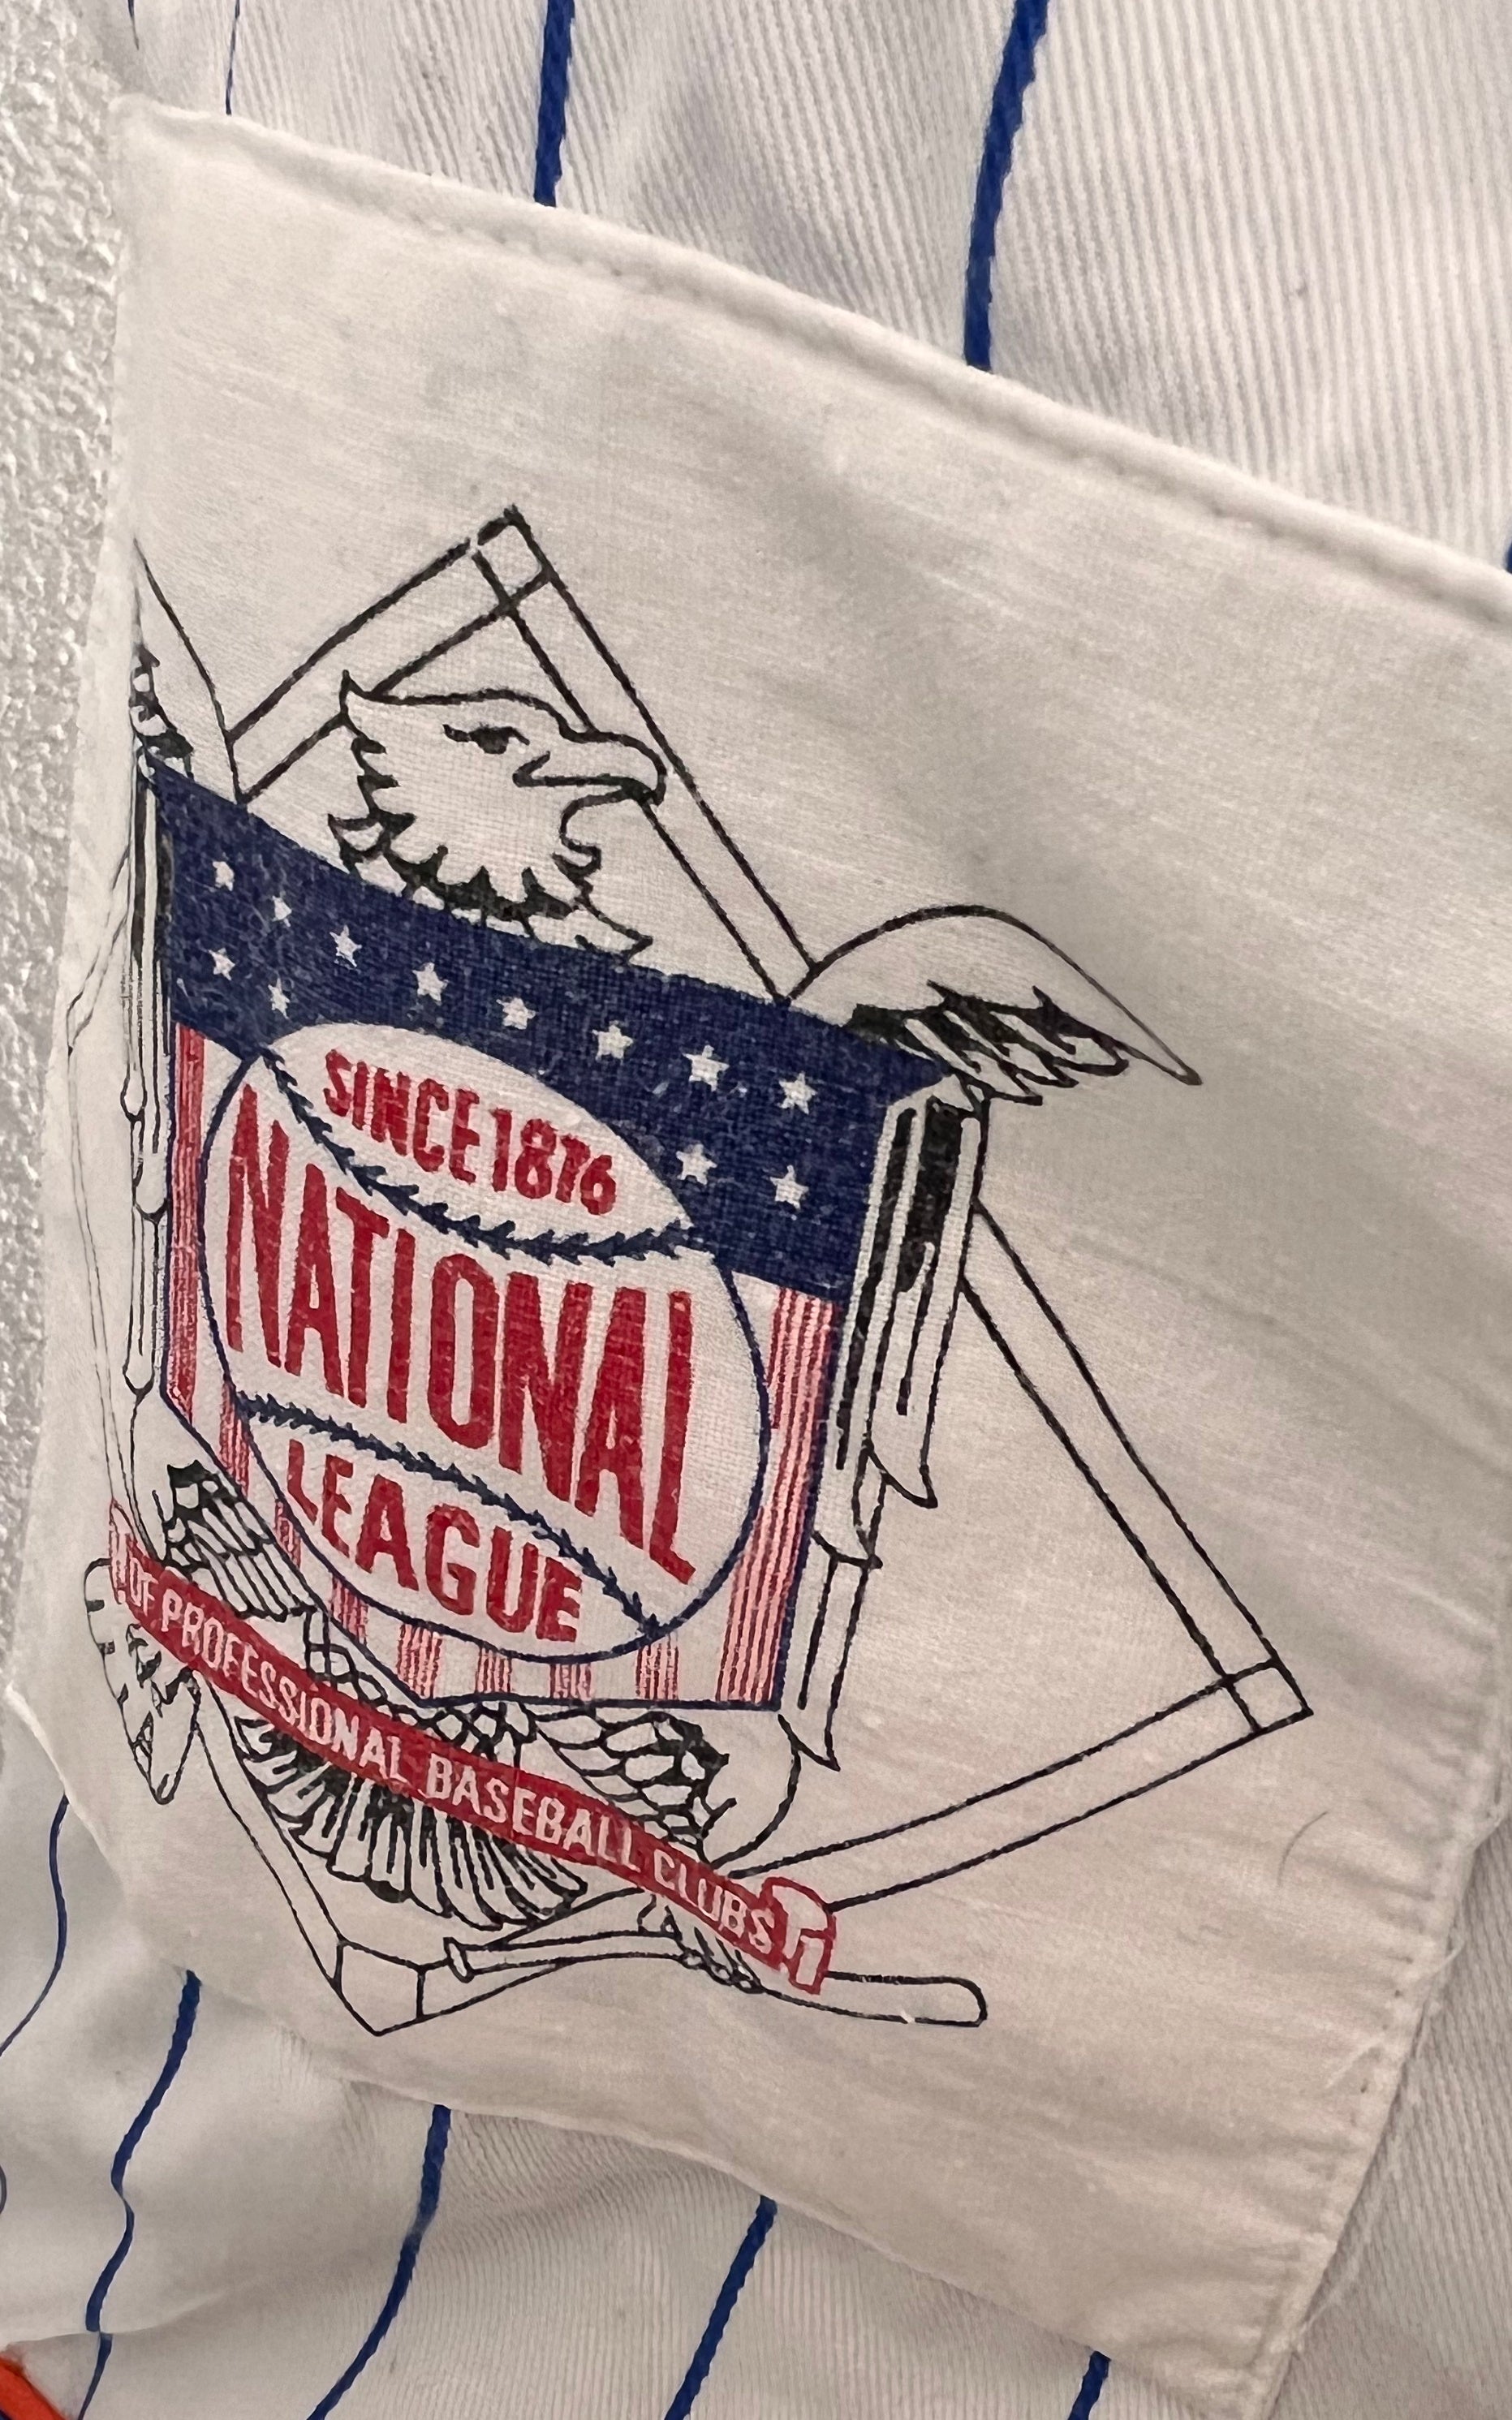 SINCE 1876
NATIONAL
LEAGUE
OF PROFESSIONAL BASEBALL CLUBS